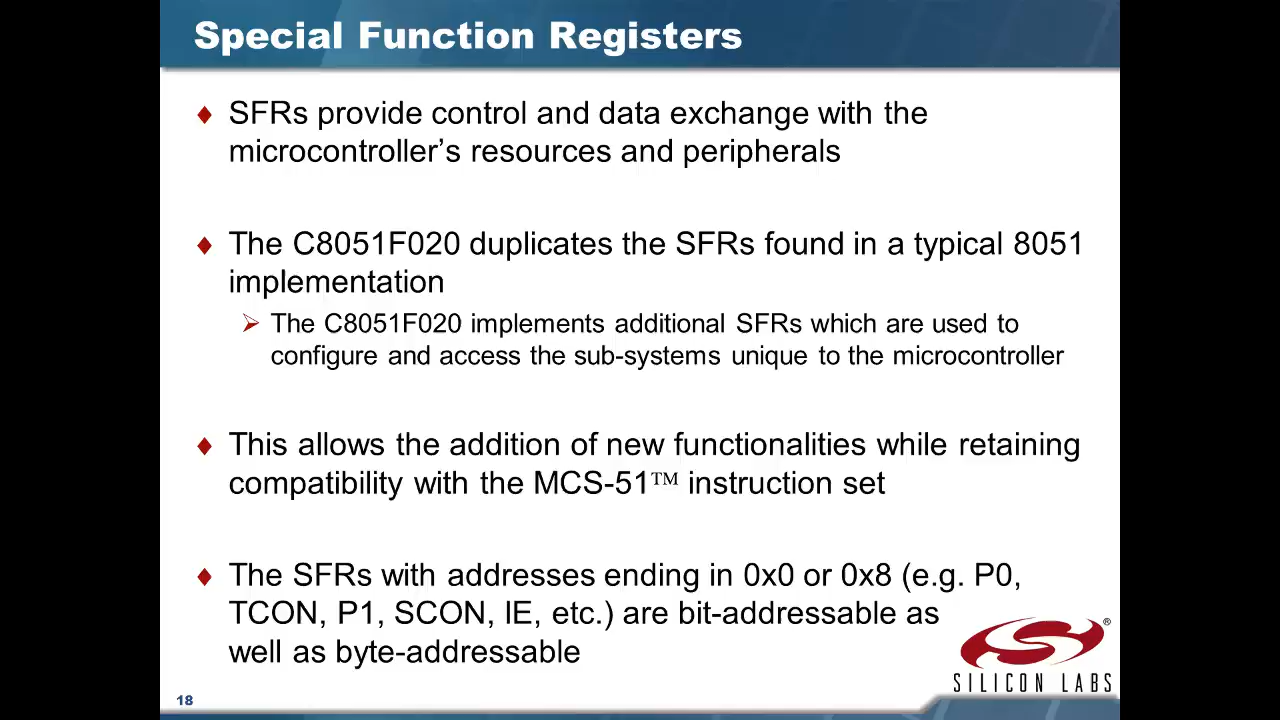 Special Function Registers
♦ SFRs provide control and data exchange with the
microcontroller’s resources and peripherals
♦ The C8051F020 duplicates the SFRs found in a typical 8051
implementation
➢ The C8051F020 implements additional SFRs which are used to
configure and access the sub-systems unique to the microcontroller
♦ This allows the addition of new functionalities while retaining
compatibility with the MCS-51™ instruction set
♦ The SFRs with addresses ending in 0x0 or 0x8 (e.g. P0,
TCON, P1, SCON, IE, etc.) are bit-addressable as
well as byte-addressable
®
SILICON LABS
18